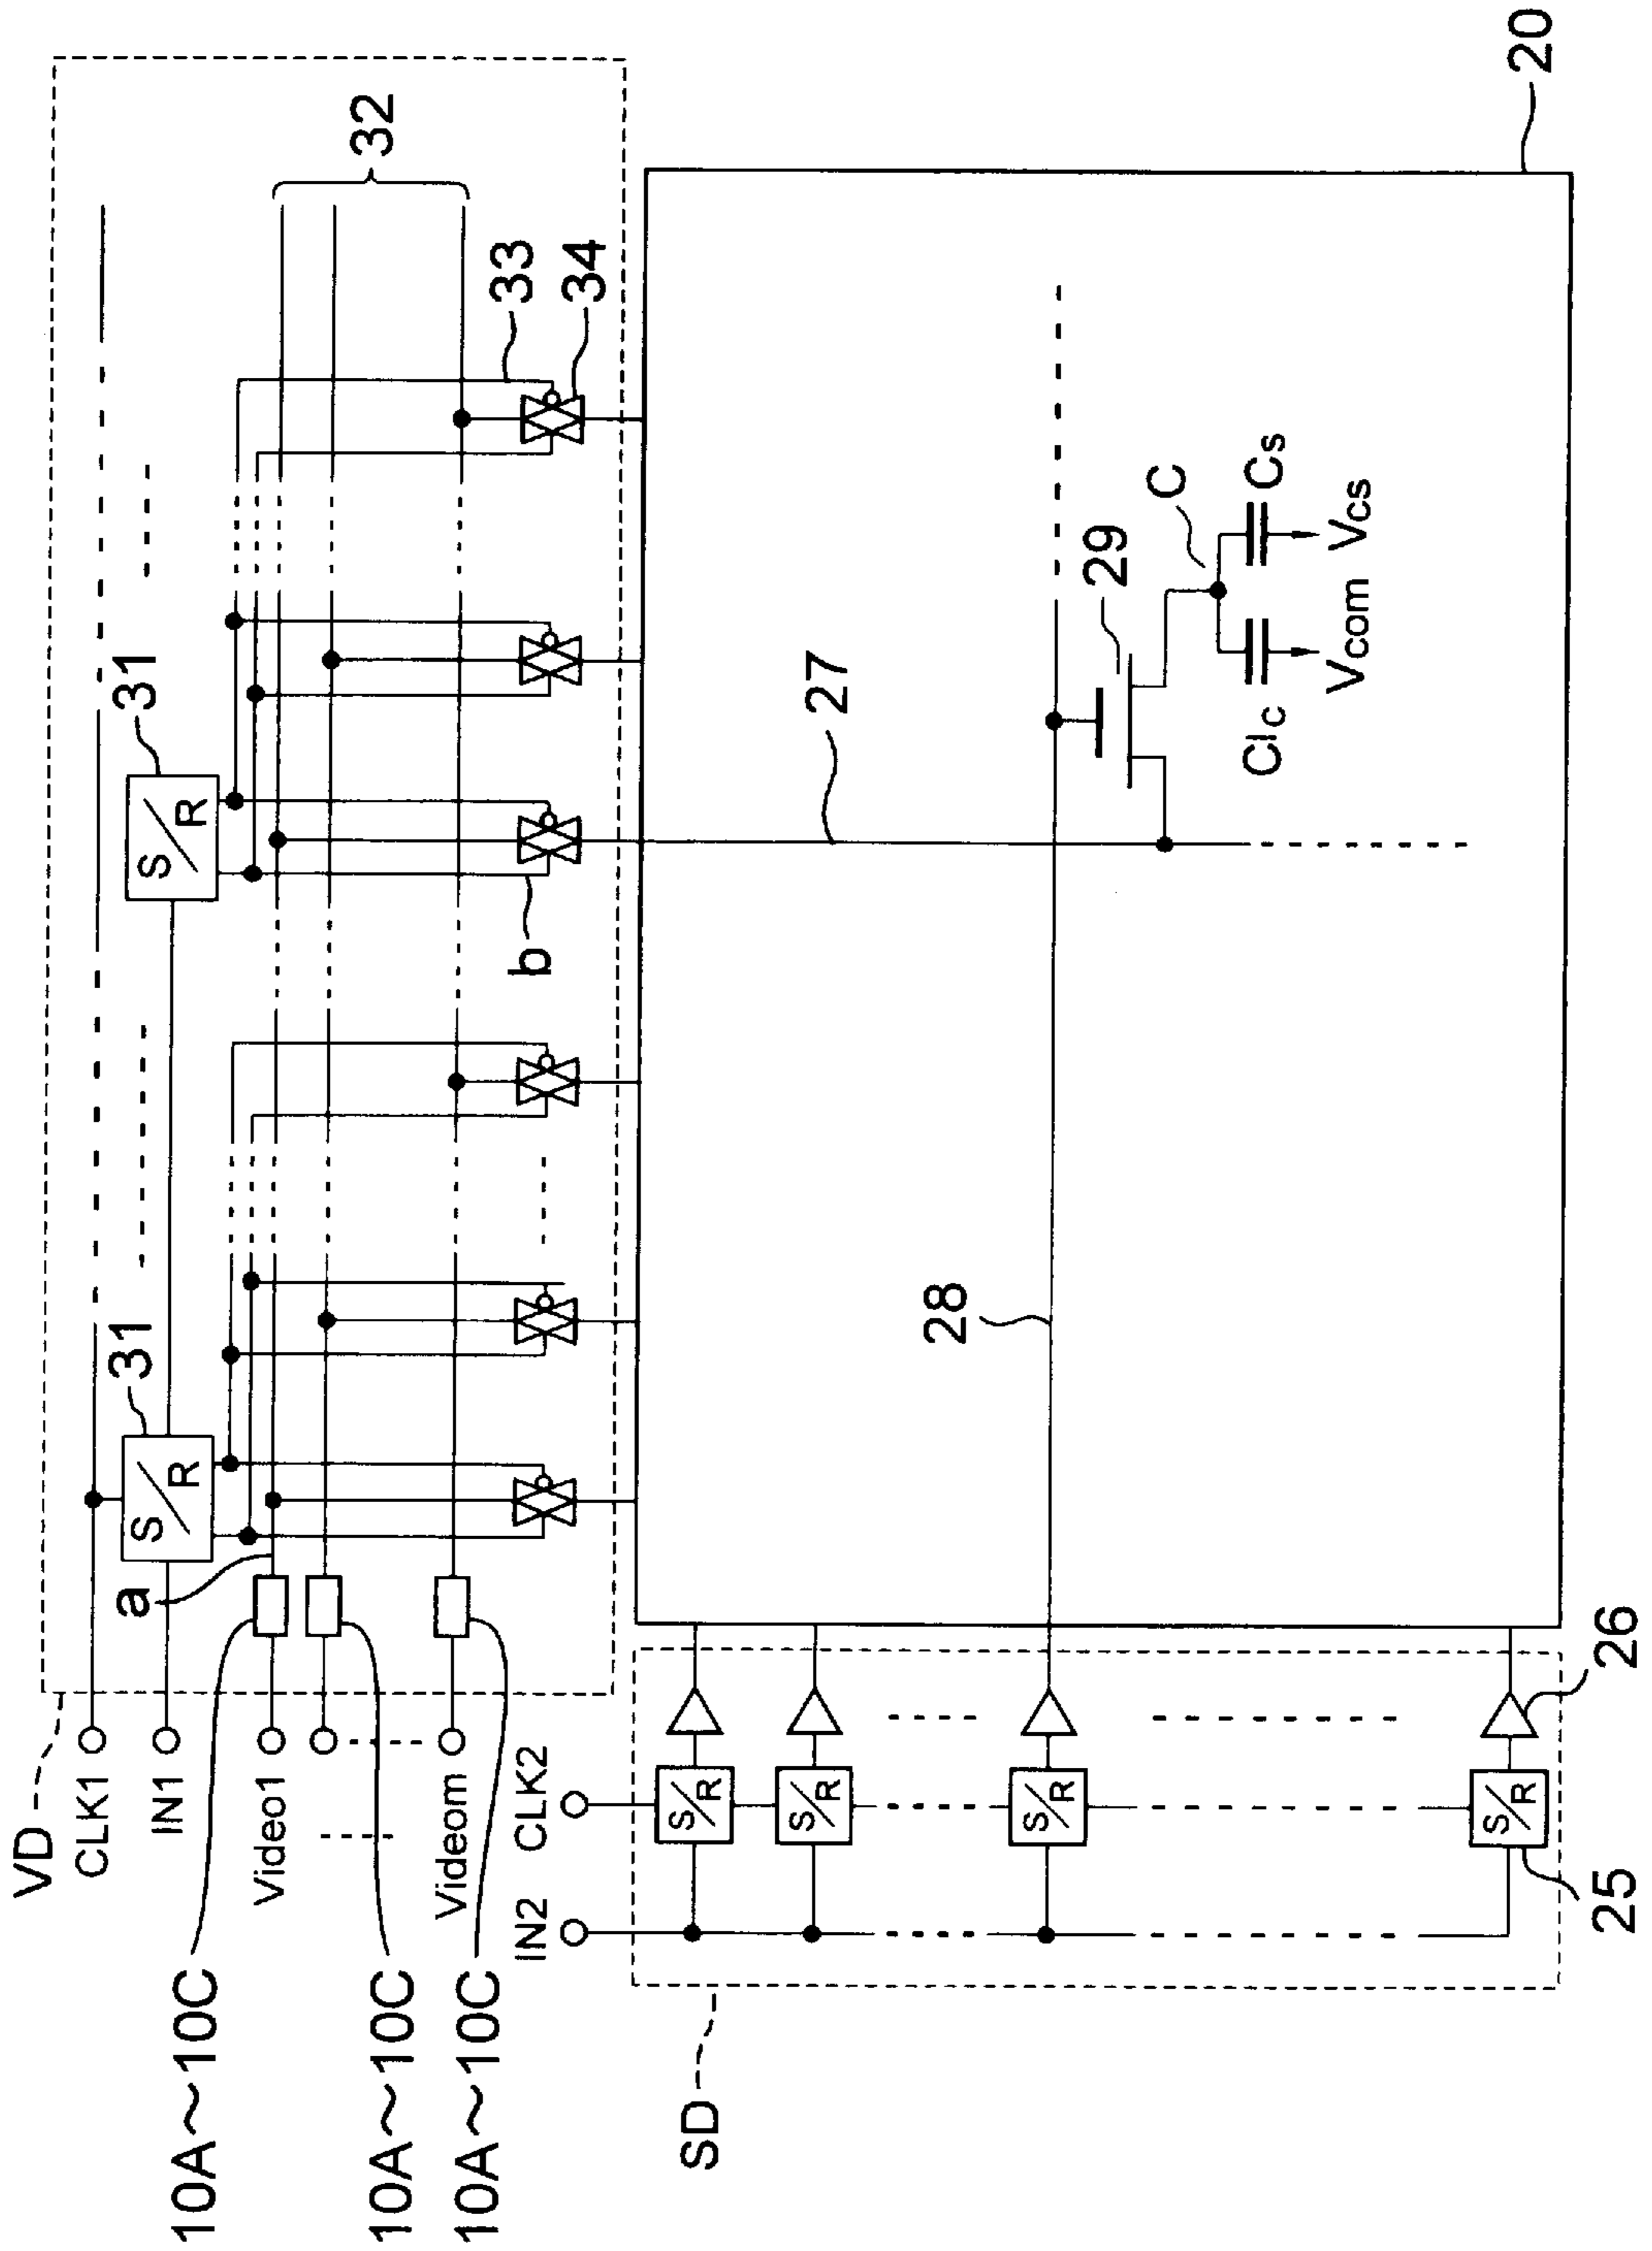 VD
CLK1
IN1
Video1
Videom
10A~10C
10A~10C
10A~10C
a
S/R
31
b
S/R
31
32
33
34
SD
IN2
CLK2
S/R
S/R
S/R
S/R
25
26
28
27
29
C
Clc
Cs
Vcom
Vcs
20